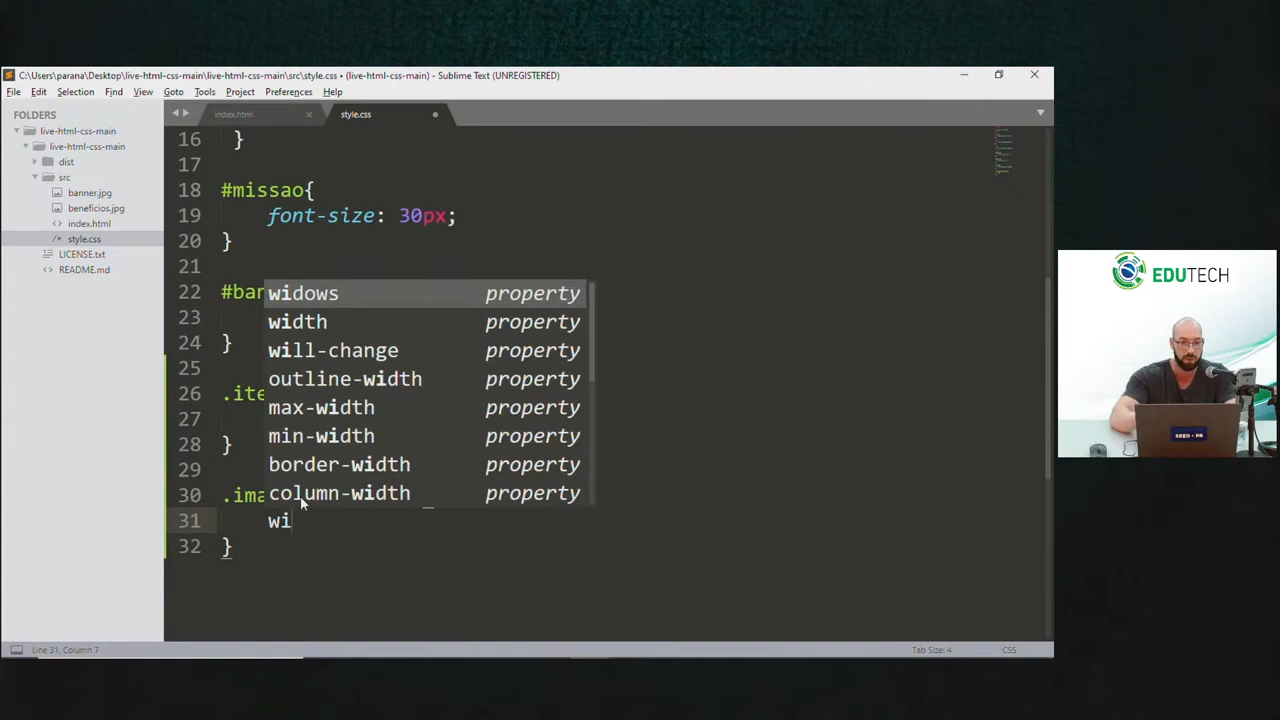 C:\Users\parana\Desktop\live-html-css-main\live-html-css-main\src\style.css • (live-html-css-main) - Sublime Text (UNREGISTERED)
File Edit Selection Find View Goto Tools Project Preferences Help
FOLDERS
live-html-css-main
live-html-css-main
dist
src
banner.jpg
beneficios.jpg
index.html
style.css
LICENSE.txt
README.md
index.html
style.css
16 }
17
18 #missao{
19 font-size: 30px;
20 }
21
22 #ban
23
24 }
25
26 .ite
27
28 }
29
30 .ima
31 wi
32 }
widows property
width property
will-change property
outline-width property
max-width property
min-width property
border-width property
column-width property
Line 31, Column 7
Tab Size: 4
CSS
EDUTECH
SEED - PR